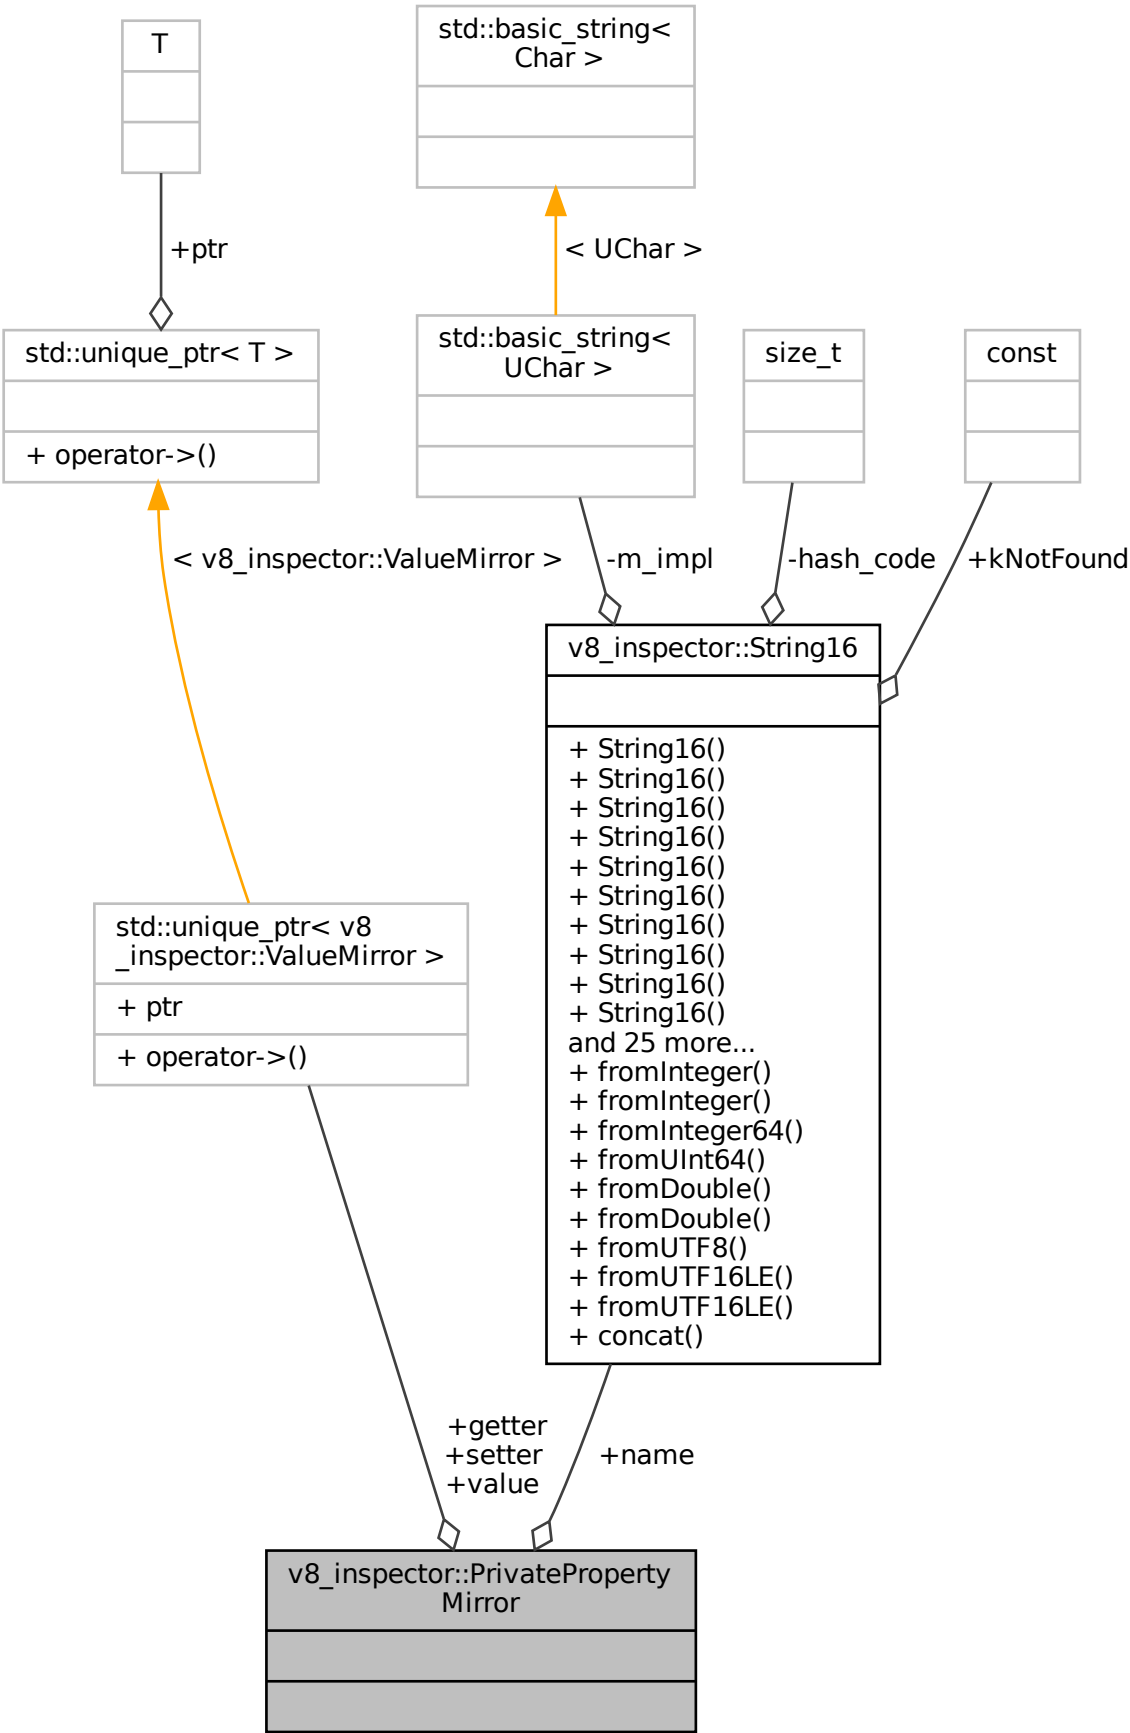 T
std::basic_string<
Char >
+ptr
< UChar >
std::unique_ptr< T >
+ operator->()
std::basic_string<
UChar >
size_t
const
< v8_inspector::ValueMirror >
-m_impl
-hash_code
+kNotFound
v8_inspector::String16
+ String16()
+ String16()
+ String16()
+ String16()
+ String16()
+ String16()
+ String16()
+ String16()
+ String16()
+ String16()
and 25 more...
+ fromInteger()
+ fromInteger()
+ fromInteger64()
+ fromUInt64()
+ fromDouble()
+ fromDouble()
+ fromUTF8()
+ fromUTF16LE()
+ fromUTF16LE()
+ concat()
std::unique_ptr< v8
_inspector::ValueMirror >
+ ptr
+ operator->()
+getter
+setter
+value
+name
v8_inspector::PrivateProperty
Mirror